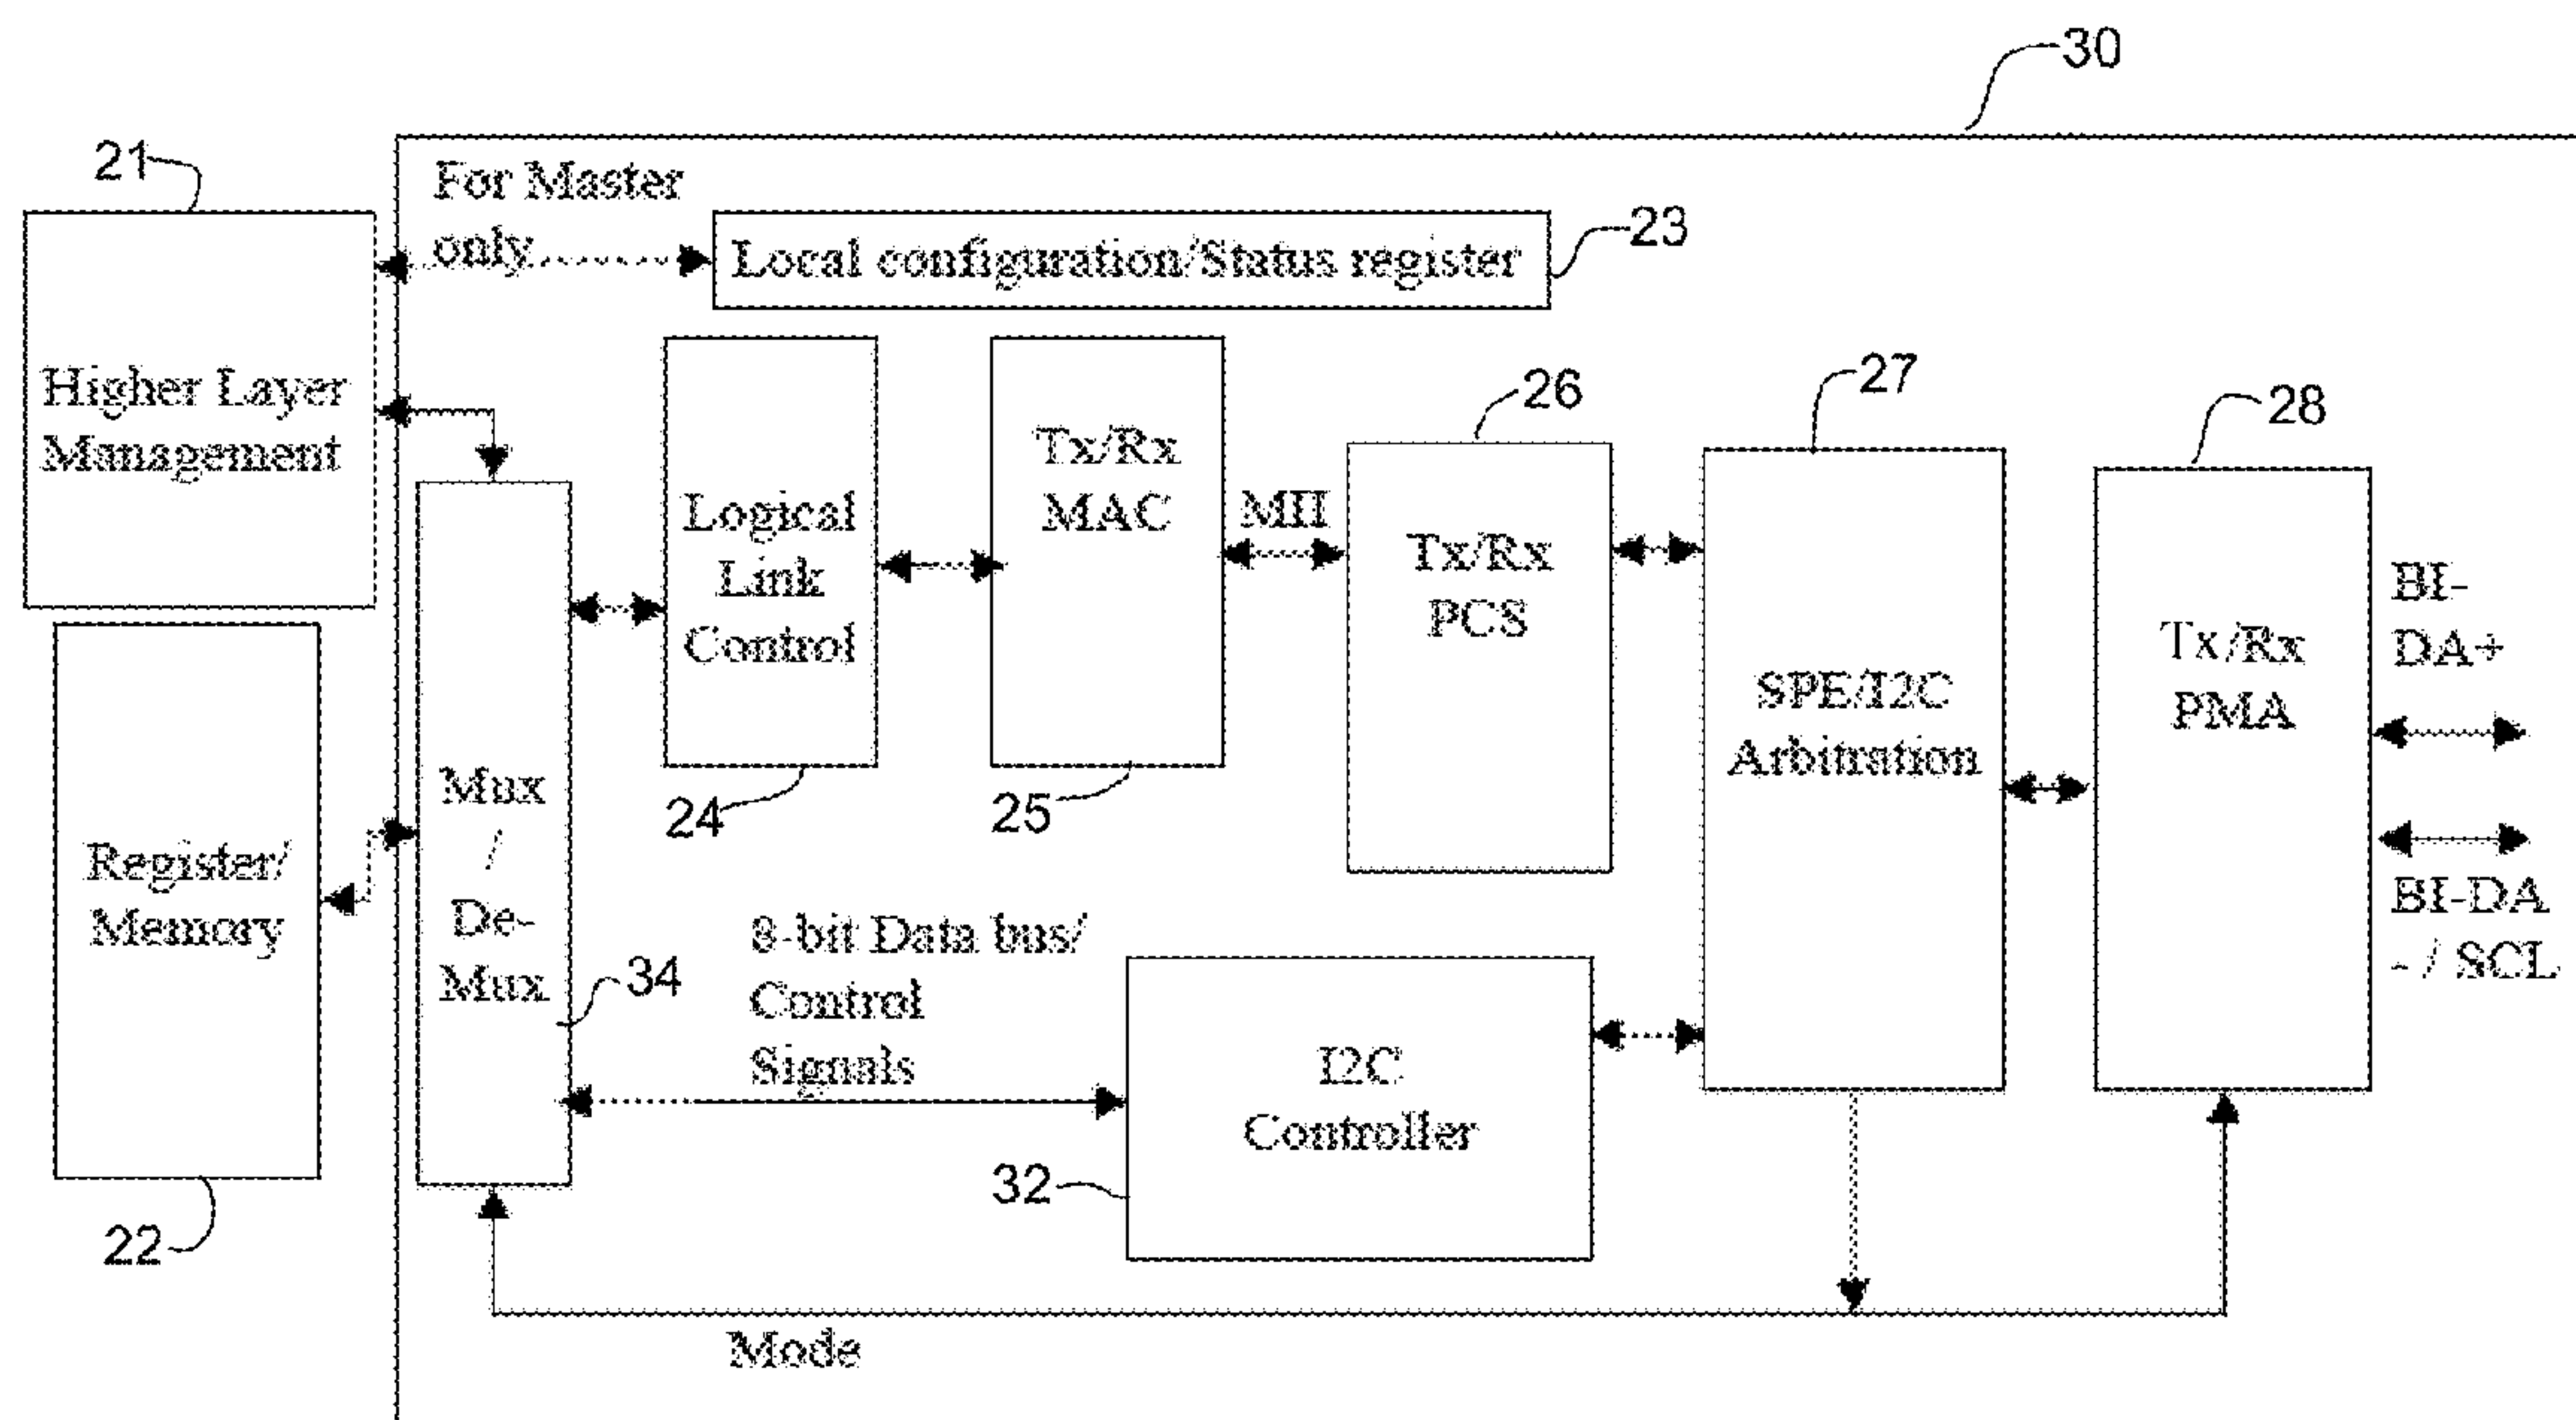 30
21
For Master
only
23
Local configuration/Status register
Higher Layer
Management
26
27
28
Tx/Rx
MAC
MII
Logical
Link
Control
Tx/Rx
PCS
BI-
DA+
Tx/Rx
PMA
SPE/I2C
Arbitration
Mux
/
De-
Mux
24
25
Register/
Memory
BI-DA
- / SCL
34
8-bit Data bus/
Control
Signals
I2C
Controller
32
22
Mode